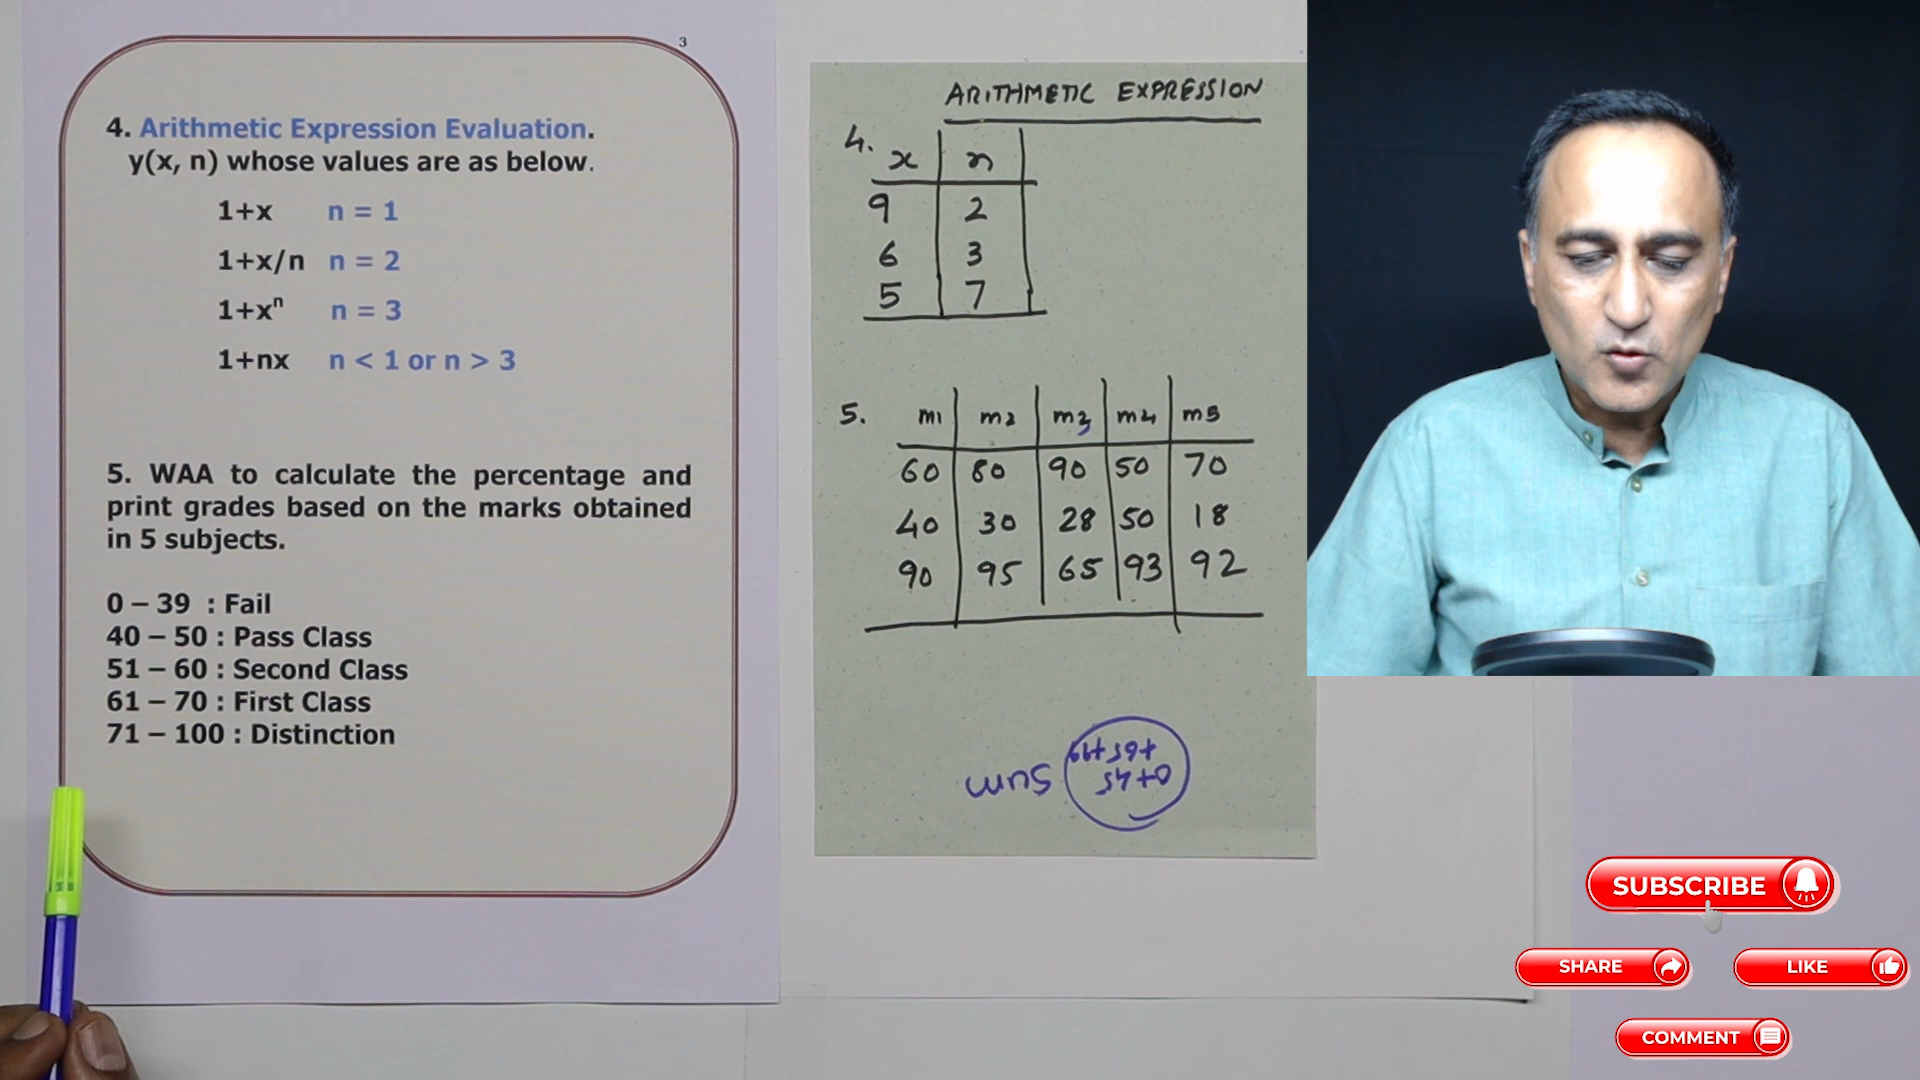 3
4. Arithmetic Expression Evaluation.
y(x, n) whose values are as below.
1+x n = 1
1+x/n n = 2
1+xⁿ n = 3
1+nx n < 1 or n > 3
5. WAA to calculate the percentage and
print grades based on the marks obtained
in 5 subjects.
0 – 39 : Fail
40 – 50 : Pass Class
51 – 60 : Second Class
61 – 70 : First Class
71 – 100 : Distinction
ARITHMETIC EXPRESSION
4. x n
9 2
6 3
5 7
5. m1 m2 m3 m4 m5
60 80 90 50 70
40 30 28 50 18
90 95 65 93 92
Sum
0+45
SUBSCRIBE
SHARE
LIKE
COMMENT